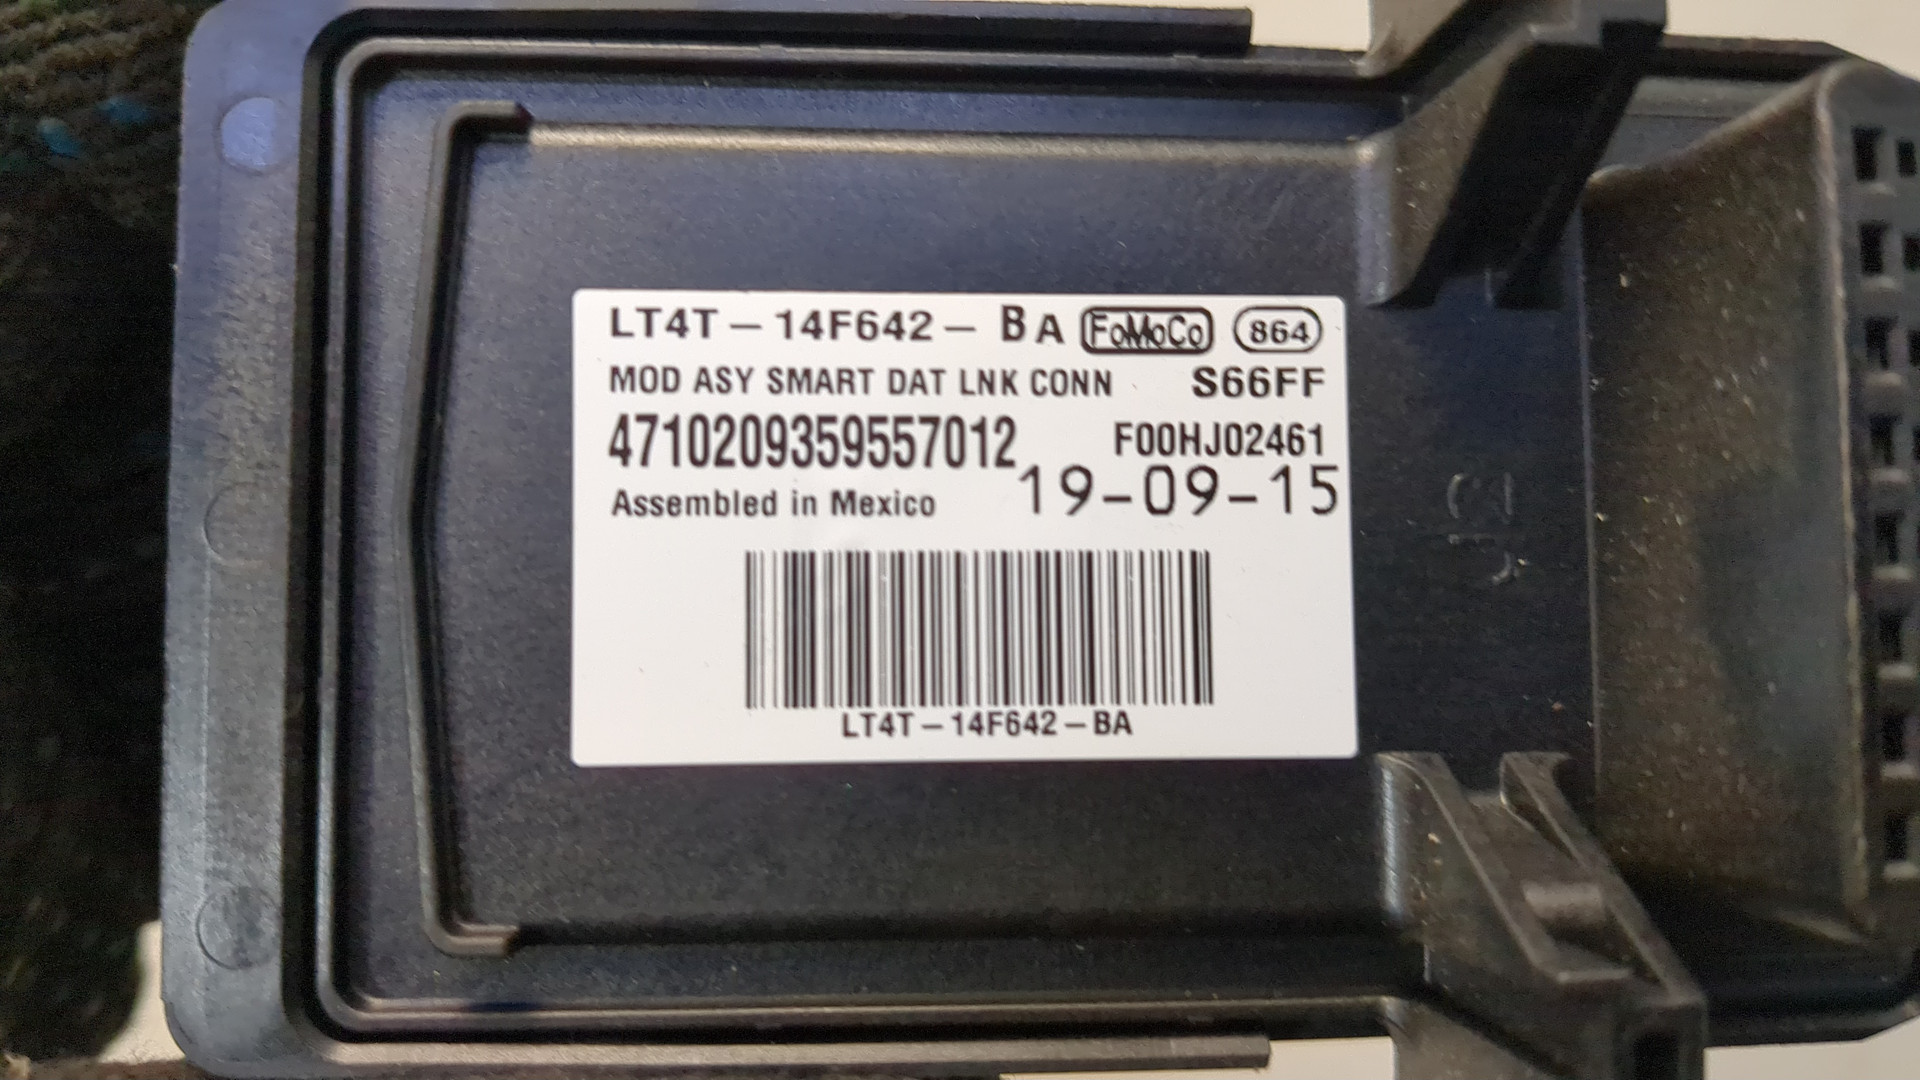 LT4T – 14F642 – BA FoMoCo 864
MOD ASY SMART DAT LNK CONN S66FF
4710209359557012 F00HJ02461
Assembled in Mexico 19-09-15
LT4T – 14F642 – BA